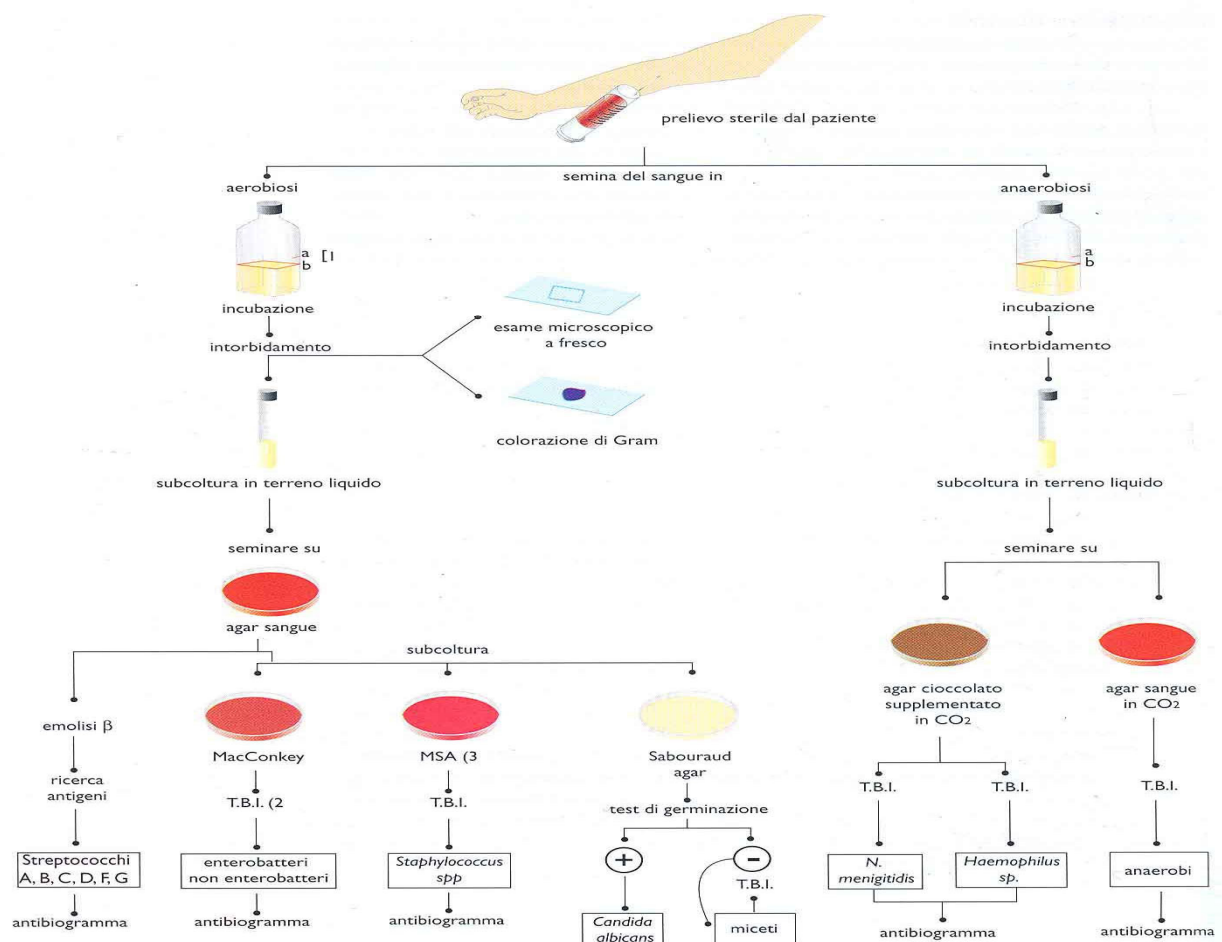 prelievo sterile dal paziente
semina del sangue in
aerobiosi
anaerobiosi
a
b
[1
a
b
incubazione
incubazione
esame microscopico
a fresco
intorbidamento
intorbidamento
colorazione di Gram
subcoltura in terreno liquido
subcoltura in terreno liquido
seminare su
seminare su
agar sangue
subcoltura
agar cioccolato
supplementato
in CO2
agar sangue
in CO2
emolisi β
MacConkey
MSA (3
Sabouraud
agar
ricerca
antigeni
T.B.I. (2
T.B.I.
test di germinazione
T.B.I.
T.B.I.
T.B.I.
+
-
T.B.I.
Streptococchi
A, B, C, D, F, G
enterobatteri
non enterobatteri
Staphylococcus
spp
N.
menigitidis
Haemophilus
sp.
anaerobi
Candida
albicans
miceti
antibiogramma
antibiogramma
antibiogramma
antibiogramma
antibiogramma